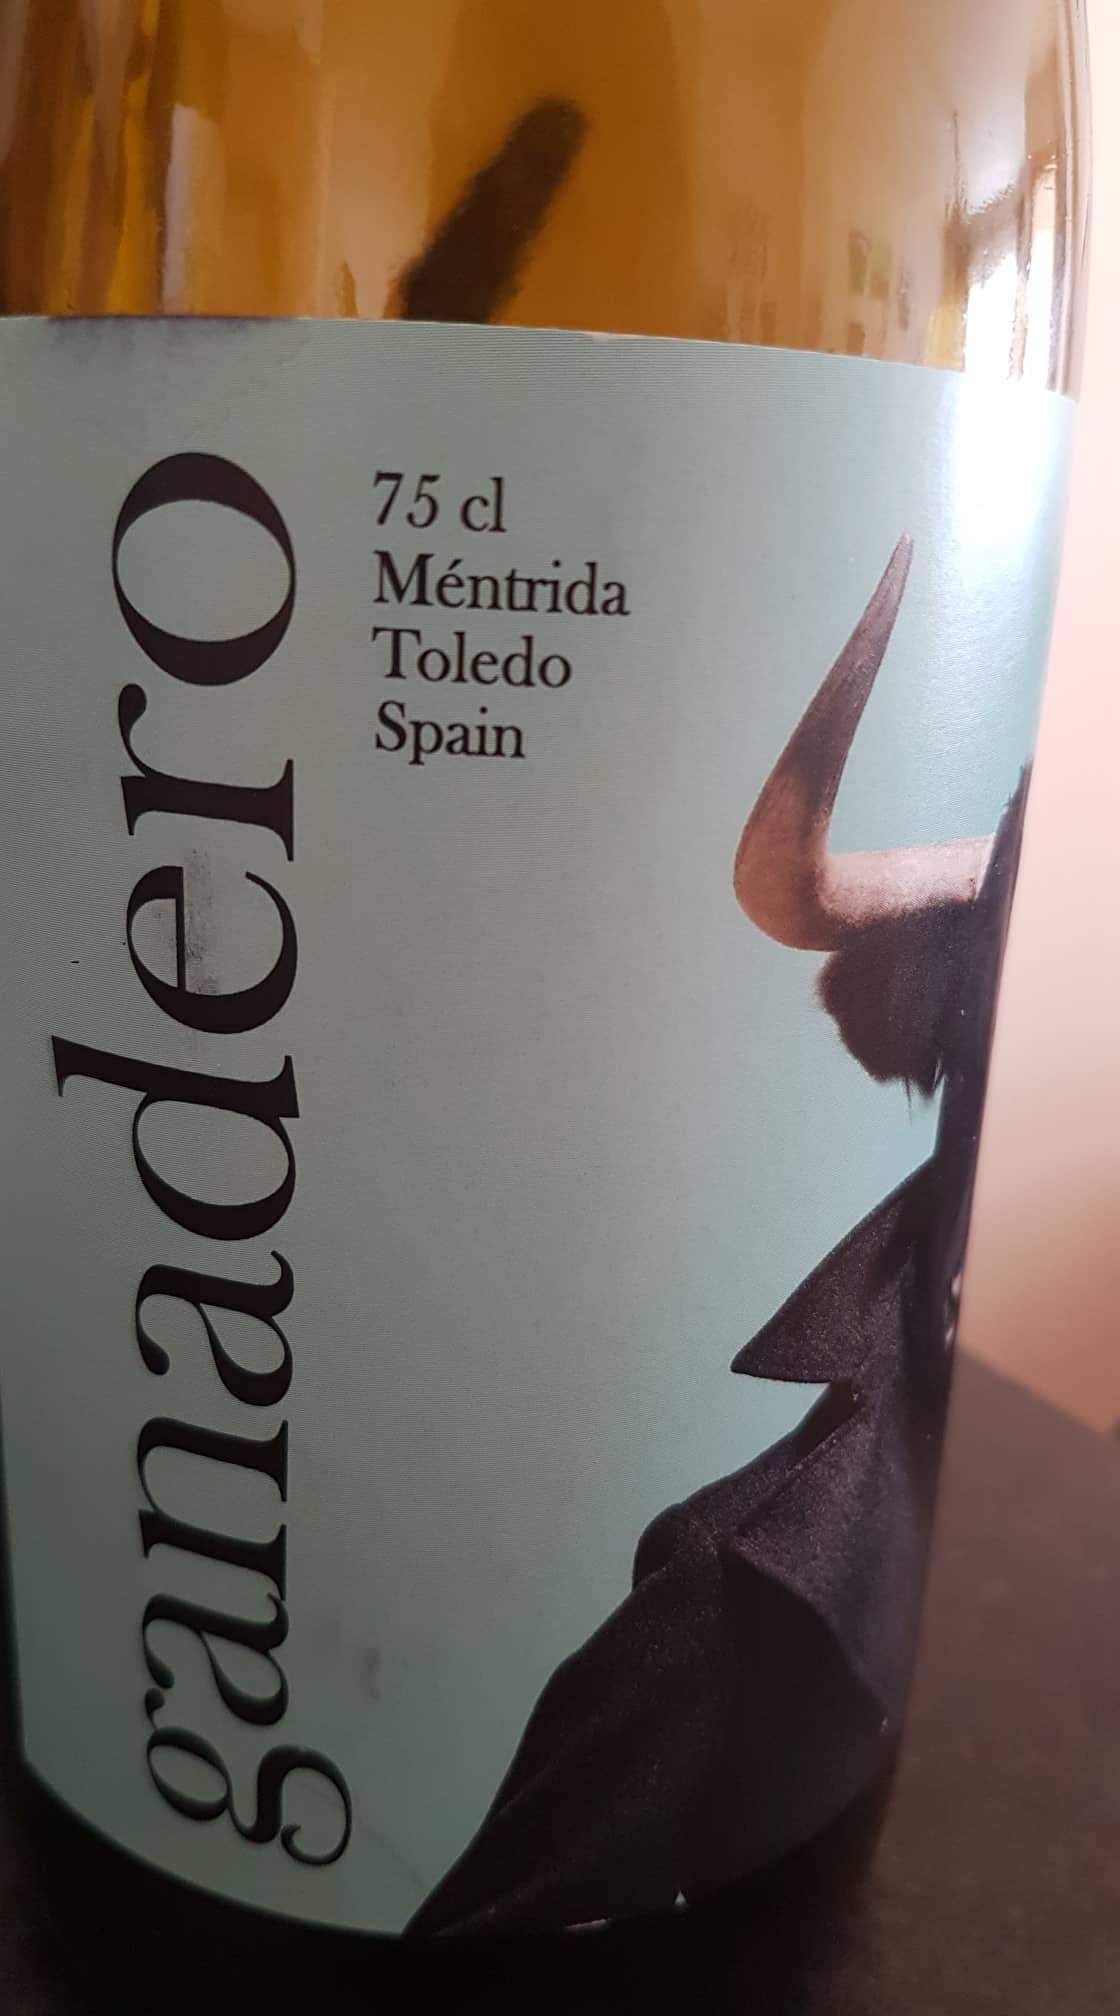 ganadero
75 cl
Méntrida
Toledo
Spain